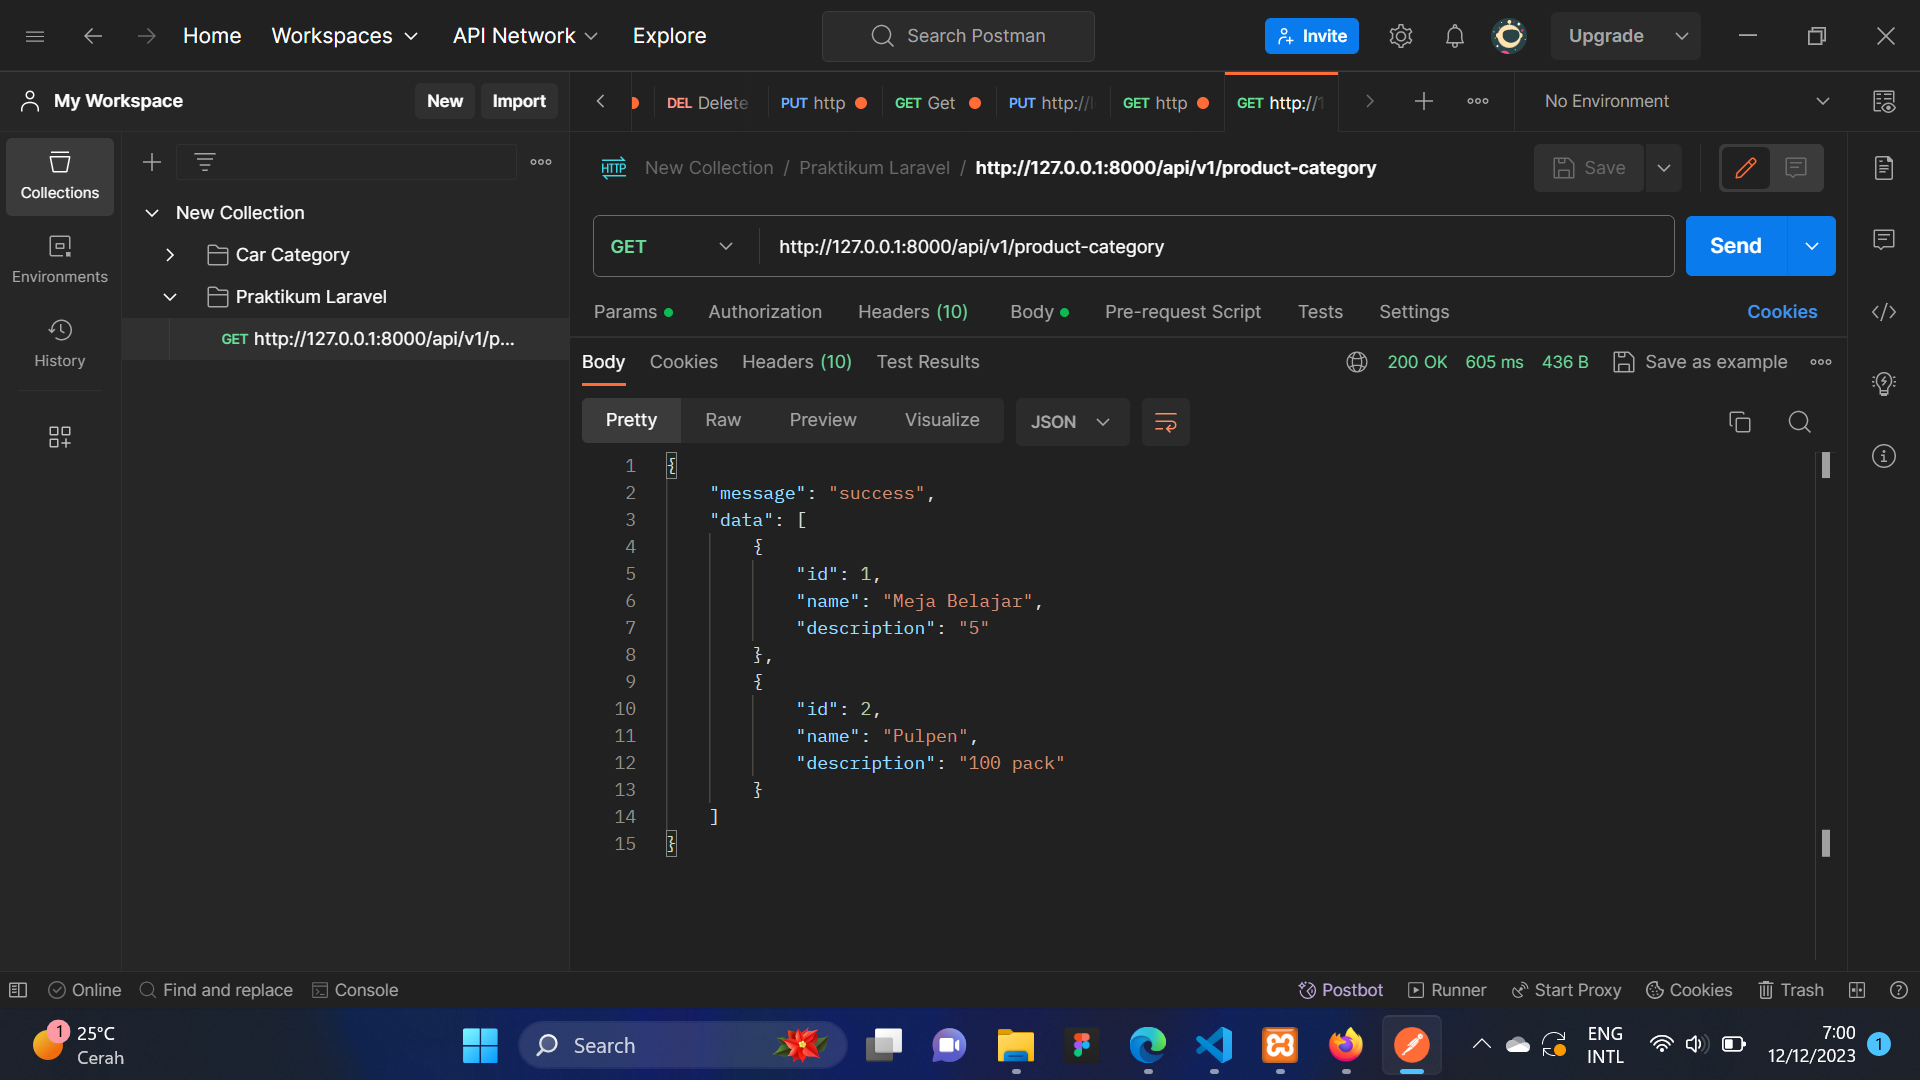 Home Workspaces API Network Explore Search Postman Invite Upgrade
My Workspace New Import
DEL Delete PUT http GET Get PUT http:// GET http GET http:// No Environment
New Collection / Praktikum Laravel / http://127.0.0.1:8000/api/v1/product-category Save
Collections
Environments
History
New Collection
Car Category
Praktikum Laravel
GET http://127.0.0.1:8000/api/v1/p...
GET http://127.0.0.1:8000/api/v1/product-category Send
Params Authorization Headers (10) Body Pre-request Script Tests Settings Cookies
Body Cookies Headers (10) Test Results 200 OK 605 ms 436 B Save as example
Pretty Raw Preview Visualize JSON
1 {
2 "message": "success",
3 "data": [
4 {
5 "id": 1,
6 "name": "Meja Belajar",
7 "description": "5"
8 },
9 {
10 "id": 2,
11 "name": "Pulpen",
12 "description": "100 pack"
13 }
14 ]
15 }
Online Find and replace Console Postbot Runner Start Proxy Cookies Trash
1 25°C
Cerah
Search
ENG
INTL
7:00
12/12/2023
1